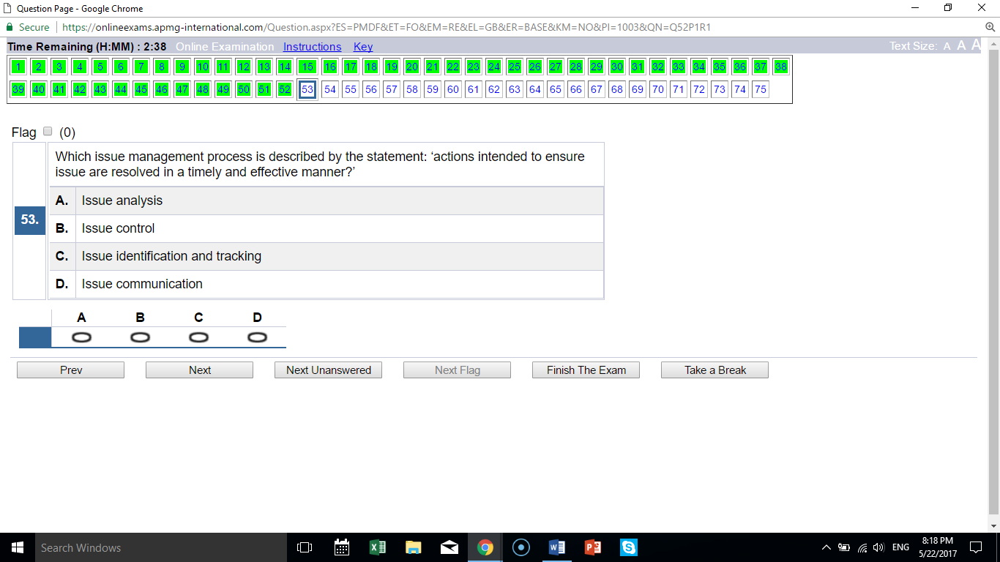 Question Page - Google Chrome
Secure https://onlineexams.apmg-international.com/Question.aspx?ES=PMDF&ET=FO&EM=RE&EL=GB&ER=BASE&KM=NO&PI=1003&QN=Q52P1R1
Time Remaining (H:MM) : 2:38 Online Examination Instructions Key Text Size: A A A
1 2 3 4 5 6 7 8 9 10 11 12 13 14 15 16 17 18 19 20 21 22 23 24 25 26 27 28 29 30 31 32 33 34 35 36 37 38
39 40 41 42 43 44 45 46 47 48 49 50 51 52 53 54 55 56 57 58 59 60 61 62 63 64 65 66 67 68 69 70 71 72 73 74 75
Flag (0)
Which issue management process is described by the statement: ‘actions intended to ensure
issue are resolved in a timely and effective manner?’
53.
A. Issue analysis
B. Issue control
C. Issue identification and tracking
D. Issue communication
A B C D
Prev Next Next Unanswered Next Flag Finish The Exam Take a Break
Search Windows
ENG
8:18 PM
5/22/2017